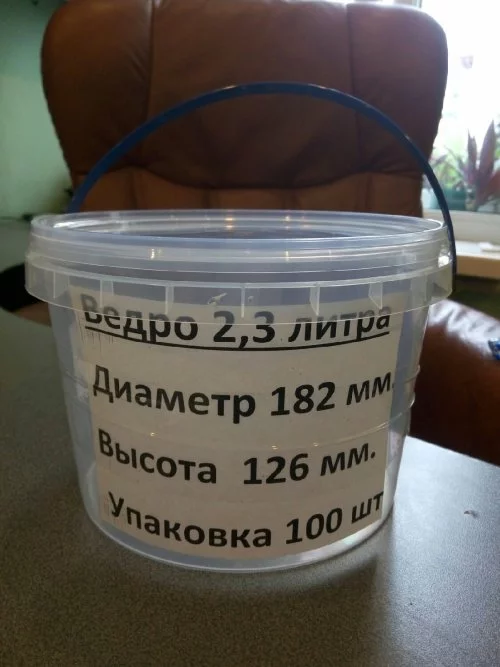 Ведро 2,3 литра
Диаметр 182 мм.
Высота 126 мм.
Упаковка 100 шт